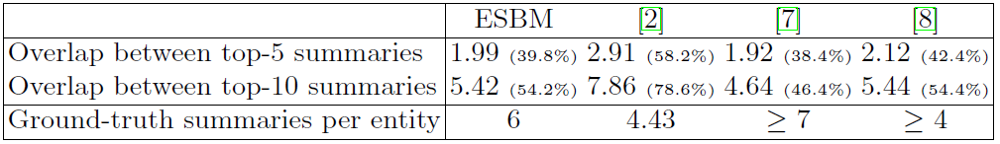 ESBM [2] [7] [8]
Overlap between top-5 summaries 1.99 (39.8%) 2.91 (58.2%) 1.92 (38.4%) 2.12 (42.4%)
Overlap between top-10 summaries 5.42 (54.2%) 7.86 (78.6%) 4.64 (46.4%) 5.44 (54.4%)
Ground-truth summaries per entity 6 4.43 ≥ 7 ≥ 4